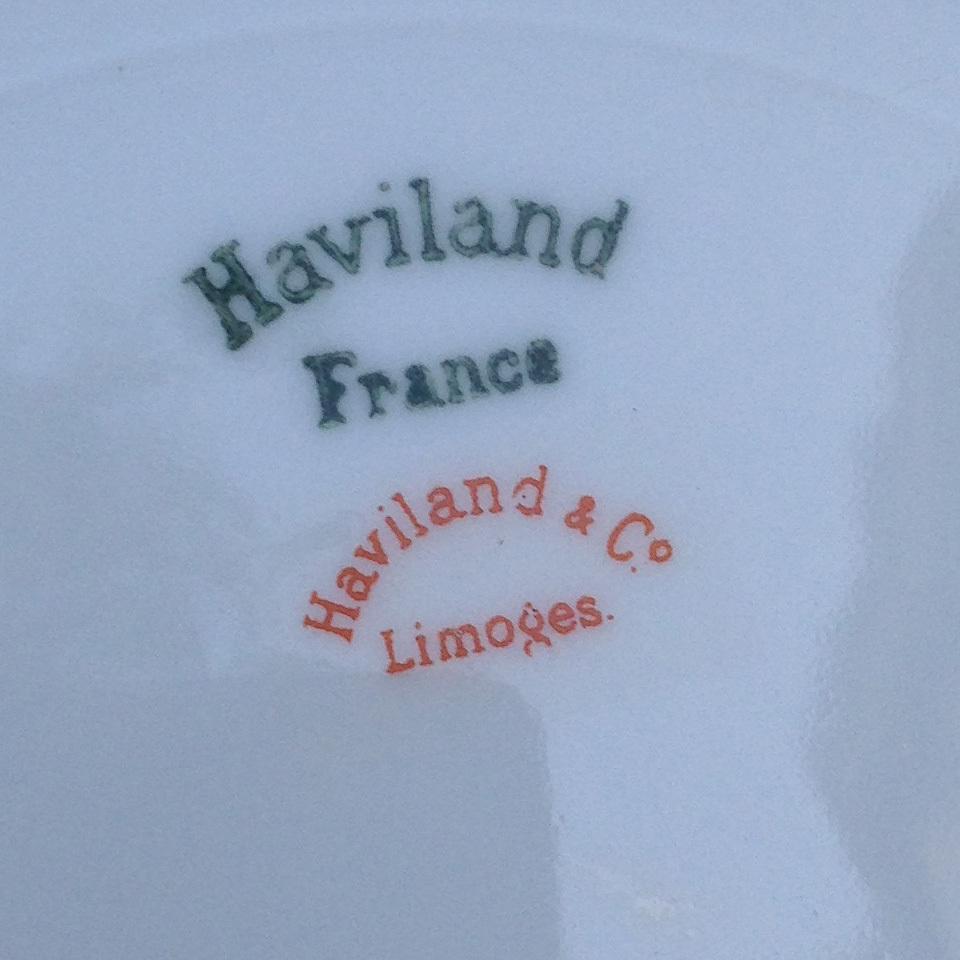 Haviland
France
Haviland & Co
Limoges.